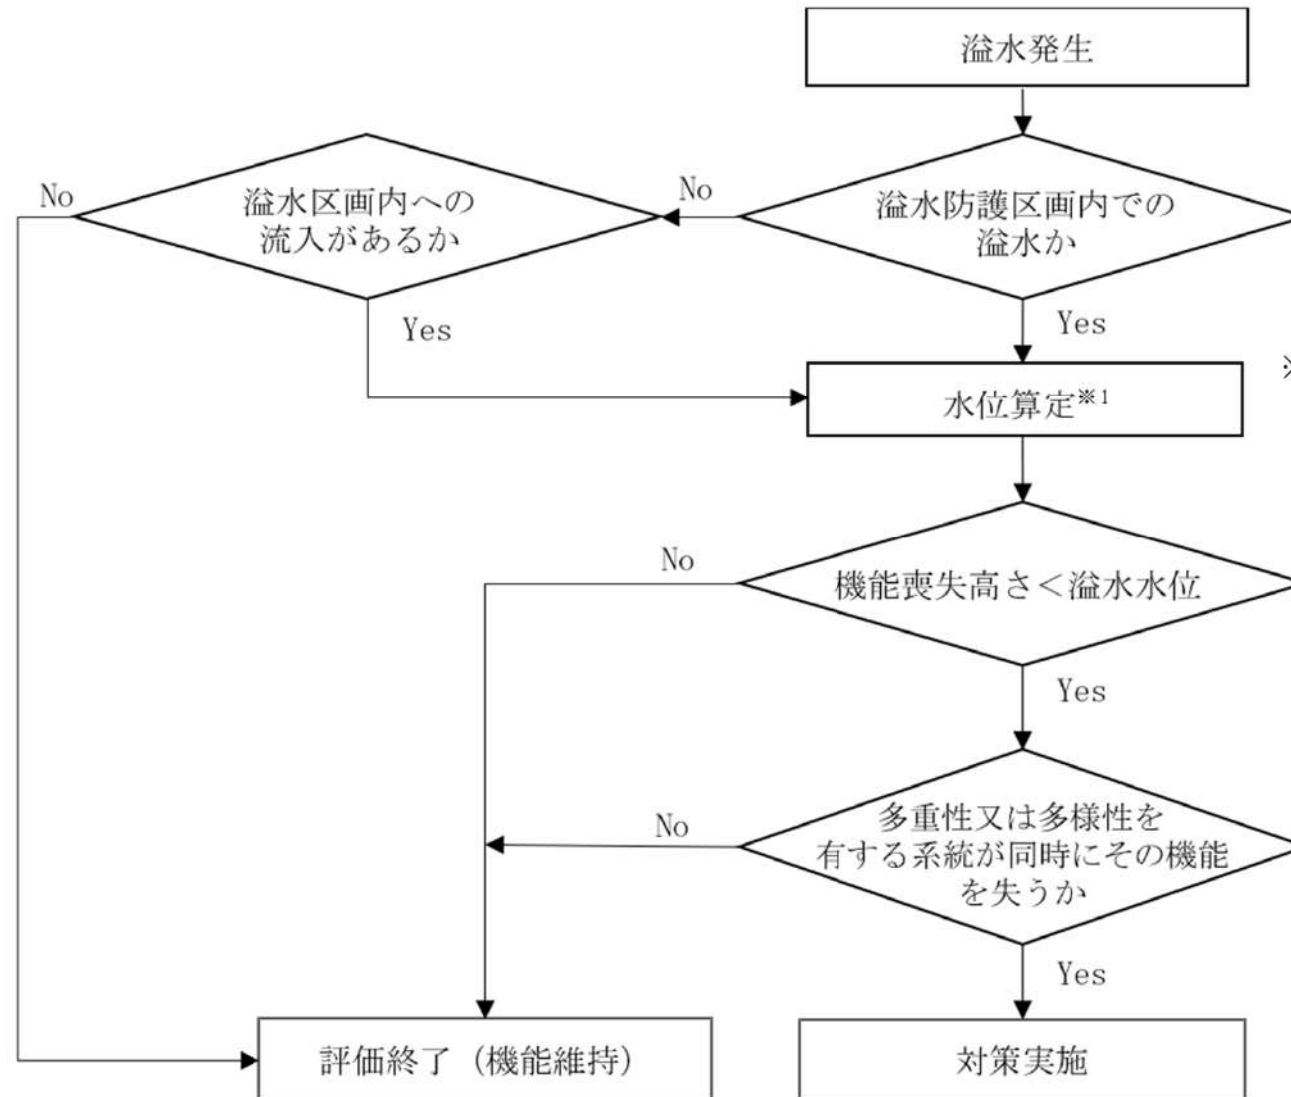 溢水発生
No
溢水区画内への
流入があるか
No
溢水防護区画内での
溢水か
Yes
Yes
※
水位算定※1
No
機能喪失高さ＜溢水水位
Yes
No
多重性又は多様性を
有する系統が同時にその機能
を失うか
Yes
評価終了（機能維持）
対策実施